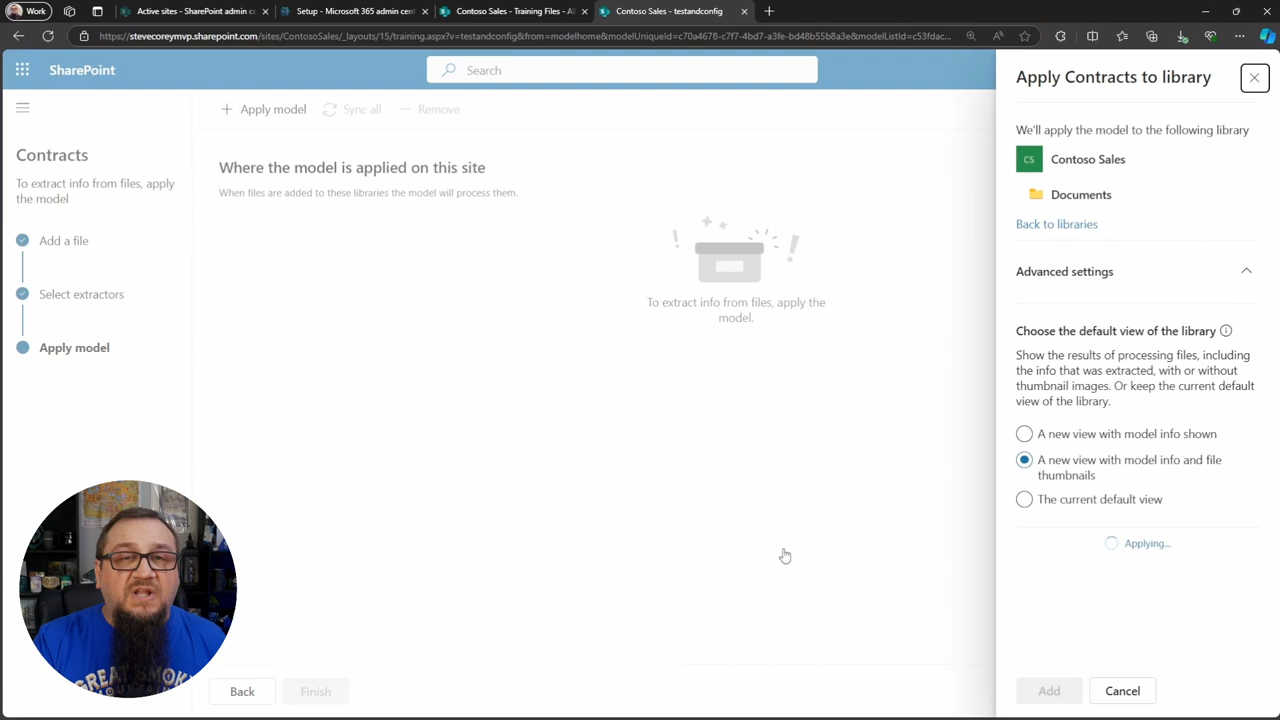 Work
Active sites - SharePoint admin ce
Setup - Microsoft 365 admin cent
Contoso Sales - Training Files - Al
Contoso Sales - testandconfig
https://stevecoreymvp.sharepoint.com/sites/ContosoSales/_layouts/15/training.aspx?v=testandconfig&from=modelhome&modelUniqueId=c70a4678-c7f7-4bd7-a3fe-bd48b55b8a3e&modelListId=c53fdac...
SharePoint
Search
Contracts
To extract info from files, apply
the model
Add a file
Select extractors
Apply model
Apply model
Sync all
Remove
Where the model is applied on this site
When files are added to these libraries the model will process them.
To extract info from files, apply the
model.
GREAT SMOKY
Back
Finish
Apply Contracts to library
We'll apply the model to the following library
CS
Contoso Sales
Documents
Back to libraries
Advanced settings
Choose the default view of the library
Show the results of processing files, including
the info that was extracted, with or without
thumbnail images. Or keep the current default
view of the library.
A new view with model info shown
A new view with model info and file
thumbnails
The current default view
Applying...
Add
Cancel